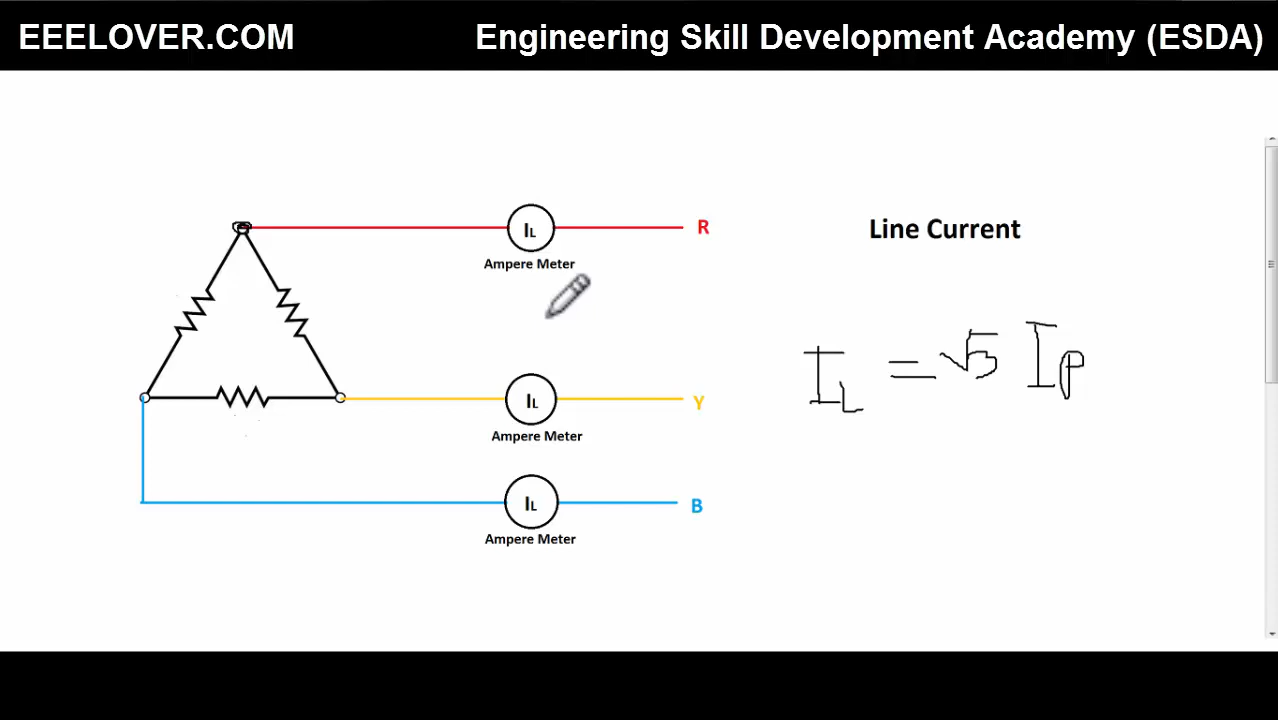 EEELOVER.COM Engineering Skill Development Academy (ESDA)
IL R
Ampere Meter
Line Current
IL = √3 Ip
IL Y
Ampere Meter
IL B
Ampere Meter